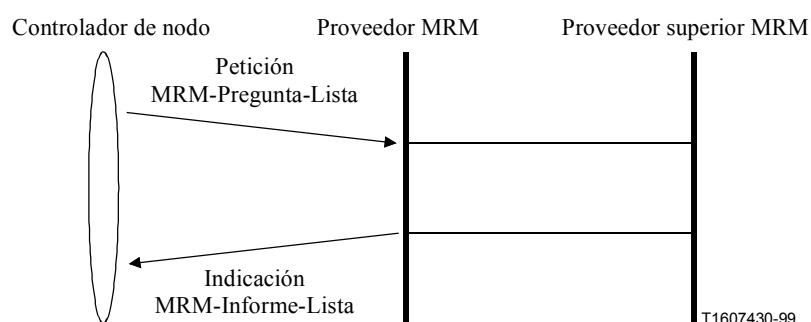 Controlador de nodo
Proveedor MRM
Proveedor superior MRM
Petición
MRM-Pregunta-Lista
Indicación
MRM-Informe-Lista
T1607430-99